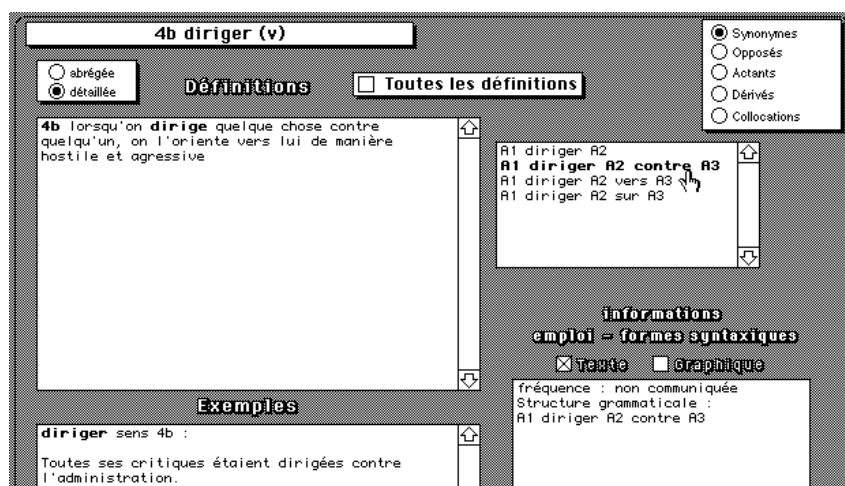 4b diriger (v)
Synonymes
Opposés
Actants
Dérivés
Collocations
abrégée
détaillée
Définitions
Toutes les définitions
4b lorsqu'on dirige quelque chose contre
quelqu'un, on l'oriente vers lui de manière
hostile et agressive
A1 diriger A2
A1 diriger A2 contre A3
A1 diriger A2 vers A3
A1 diriger A2 sur A3
informations
emploi - formes syntaxiques
Texte
Graphique
fréquence : non communiquée
Structure grammaticale :
A1 diriger A2 contre A3
Exemples
diriger sens 4b :
Toutes ses critiques étaient dirigées contre
l'administration.